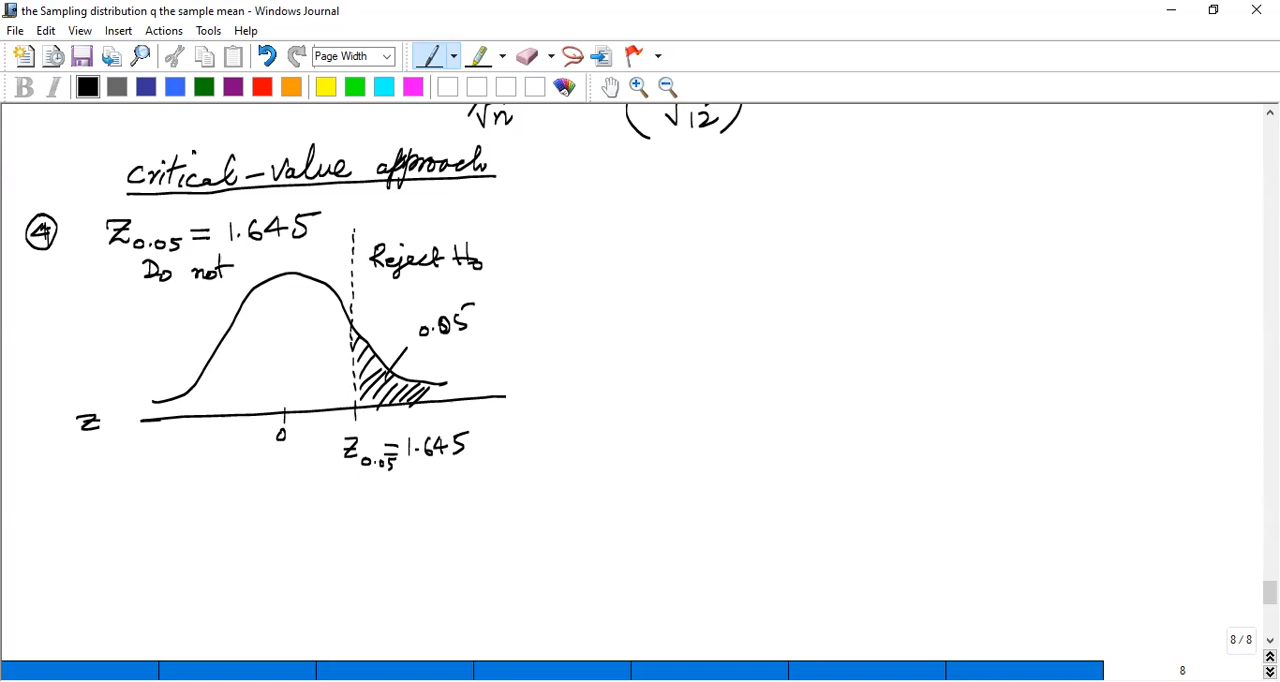 the Sampling distribution q the sample mean - Windows Journal
File Edit View Insert Actions Tools Help
Page Width
B I
√n (√12)
Critical-value approach
4 Z0.05 = 1.645
Do not Reject H0
0.05
Z
0
Z0.05 = 1.645
8 / 8
8